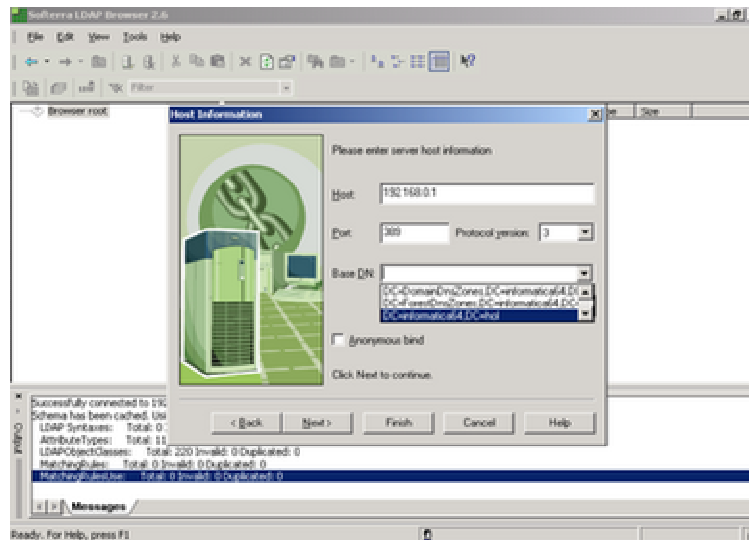 Softerra LDAP Browser 2.6
File Edit View Tools Help
Filter
Browser root
Size
Host Information
Please enter server host information
Host:
192.168.0.1
Port:
389
Protocol version:
3
Base DN:
DC=DomainDnsZones,DC=informatica64,D
DC=ForestDnsZones,DC=informatica64,DC=
DC=informatica64,DC=hol
Anonymous bind
Click Next to continue.
< Back Next > Finish Cancel Help
Successfully connected to 192
Schema has been cached. Usi
LDAP Syntaxes: Total: 0
AttributeTypes: Total: 11
LDAPObjectClasses: Total: 220 Invalid: 0 Duplicated: 0
MatchingRules: Total: 0 Invalid: 0 Duplicated: 0
MatchingRulesUse: Total: 0 Invalid: 0 Duplicated: 0
Output
Messages
Ready. For Help, press F1